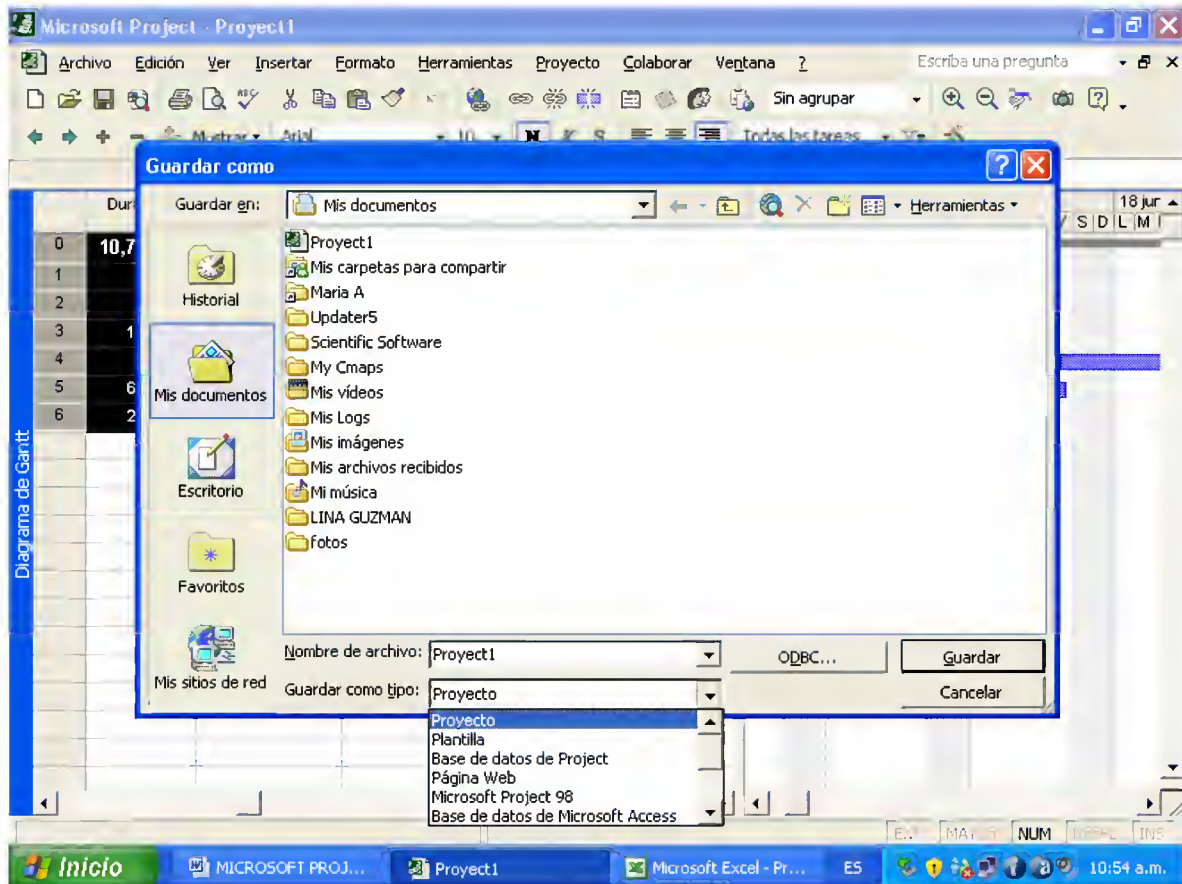 Microsoft Project - Proyect1
Archivo Edición Ver Insertar Formato Herramientas Proyecto Colaborar Ventana ? Escriba una pregunta
Sin agrupar
Mostrar Arial 10 N K S Todas las tareas
Guardar como
Guardar en: Mis documentos Herramientas
Dur 18 jun
S D L M
0 10,7
1
2
3 1
4
5 6
6 2
Diagrama de Gantt
Historial
Mis documentos
Escritorio
Favoritos
Mis sitios de red
Proyect1
Mis carpetas para compartir
Maria A
Updater5
Scientific Software
My Cmaps
Mis vídeos
Mis Logs
Mis imágenes
Mis archivos recibidos
Mi música
LINA GUZMAN
fotos
Nombre de archivo: Proyect1 ODBC... Guardar
Guardar como tipo: Proyecto Cancelar
Proyecto
Plantilla
Base de datos de Project
Página Web
Microsoft Project 98
Base de datos de Microsoft Access
NUM INS
Inicio MICROSOFT PROJ... Proyect1 Microsoft Excel - Pr... ES 10:54 a.m.